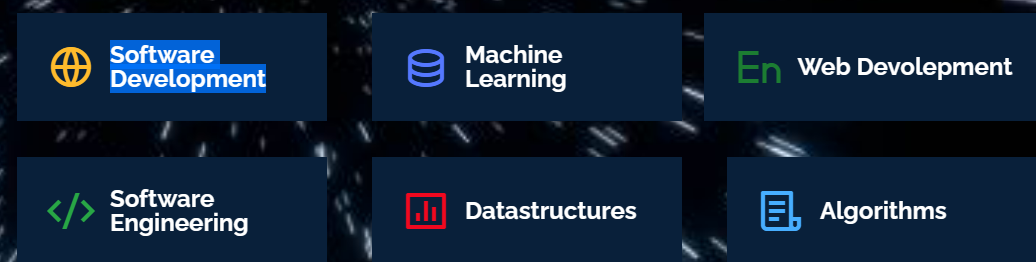 Software
Development
Machine
Learning
En
Web Devolepment
Software
Engineering
Datastructures
Algorithms